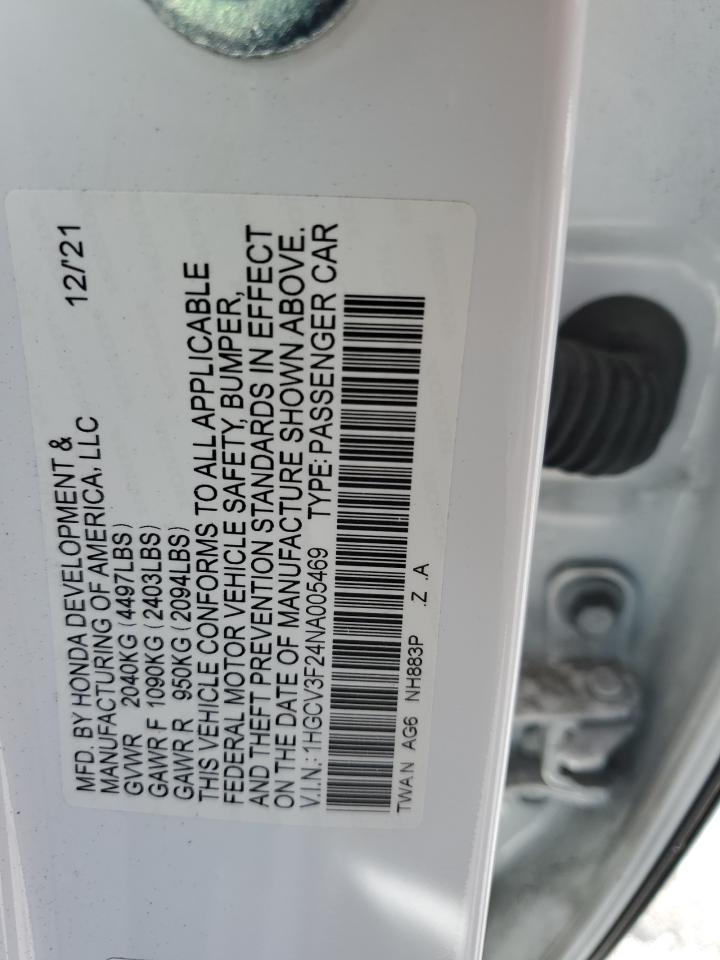 MFD. BY HONDA DEVELOPMENT &
MANUFACTURING OF AMERICA, LLC 12/'21
GVWR 2040KG (4497LBS)
GAWR F 1090KG (2403LBS)
GAWR R 950KG (2094LBS)
THIS VEHICLE CONFORMS TO ALL APPLICABLE
FEDERAL MOTOR VEHICLE SAFETY, BUMPER,
AND THEFT PREVENTION STANDARDS IN EFFECT
ON THE DATE OF MANUFACTURE SHOWN ABOVE.
V.I.N.: 1HGCV3F24NA005469 TYPE: PASSENGER CAR
TWA N AG6 NH883P .Z .A